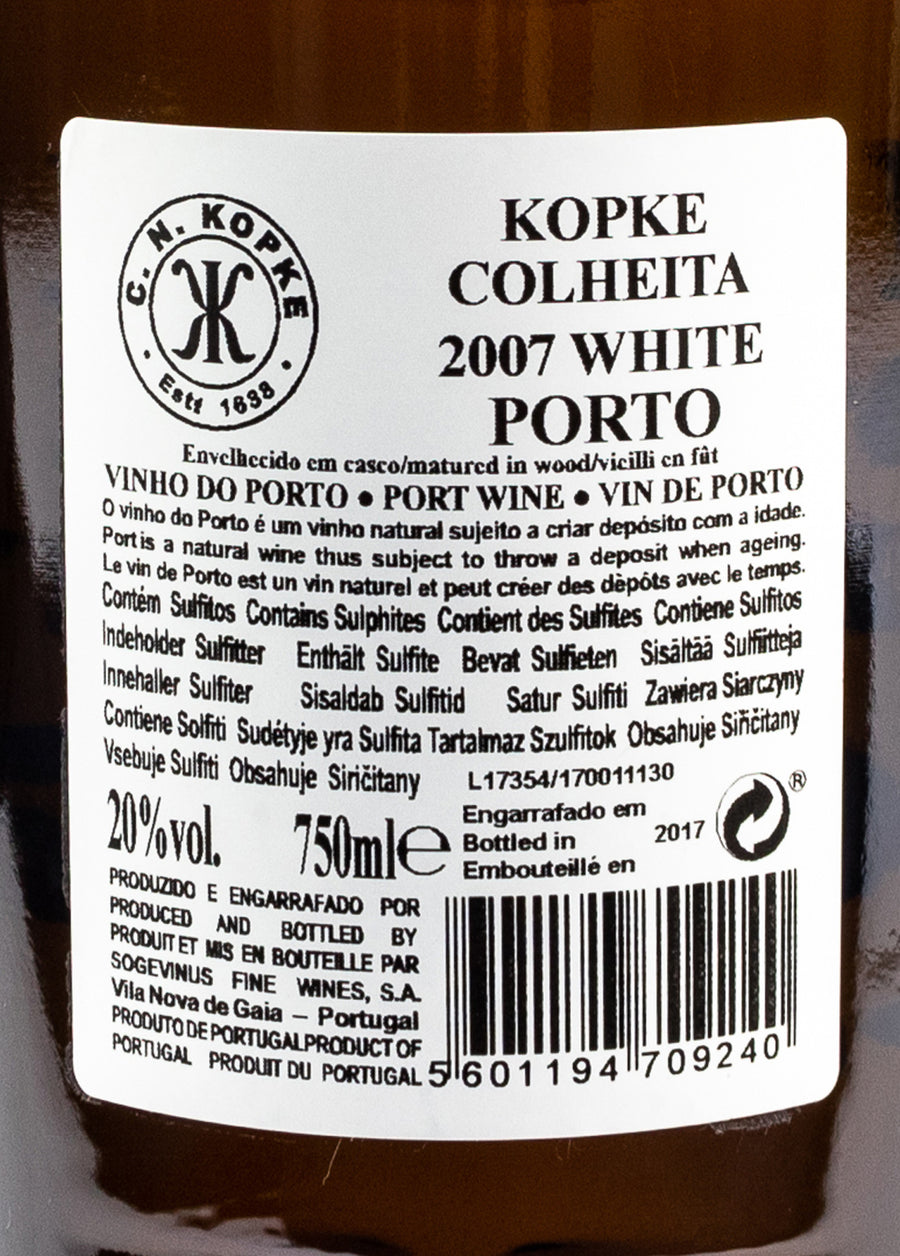 C. N. KOPKE
Estd 1638
KOPKE
COLHEITA
2007 WHITE
PORTO
Envelhecido em casco/matured in wood/vieilli en fût
VINHO DO PORTO • PORT WINE • VIN DE PORTO
O vinho do Porto é um vinho natural sujeito a criar depósito com a idade.
Port is a natural wine thus subject to throw a deposit when ageing.
Le vin de Porto est un vin naturel et peut créer des dèpôts avec le temps.
Contém Sulfitos Contains Sulphites Contient des Sulfites Contiene Sulfitos
Indeholder Sulfitter Enthält Sulfite Bevat Sulfieten Sisältää Sulfiitteja
Innehaller Sulfiter Sisaldab Sulfitid Satur Sulfiti Zawiera Siarczyny
Contiene Solfiti Sudétyje yra Sulfita Tartalmaz Szulfitok Obsahuje Siřičitany
Vsebuje Sulfiti Obsahuje Siričitany
L17354/170011130
20%vol. 750ml℮
Engarrafado em
Bottled in 2017
Embouteillé en
®
PRODUZIDO E ENGARRAFADO POR
PRODUCED AND BOTTLED BY
PRODUIT ET MIS EN BOUTEILLE PAR
SOGEVINUS FINE WINES, S.A.
Vila Nova de Gaia – Portugal
PRODUTO DE PORTUGAL PRODUCT OF
PORTUGAL PRODUIT DU PORTUGAL
5 601194 709240